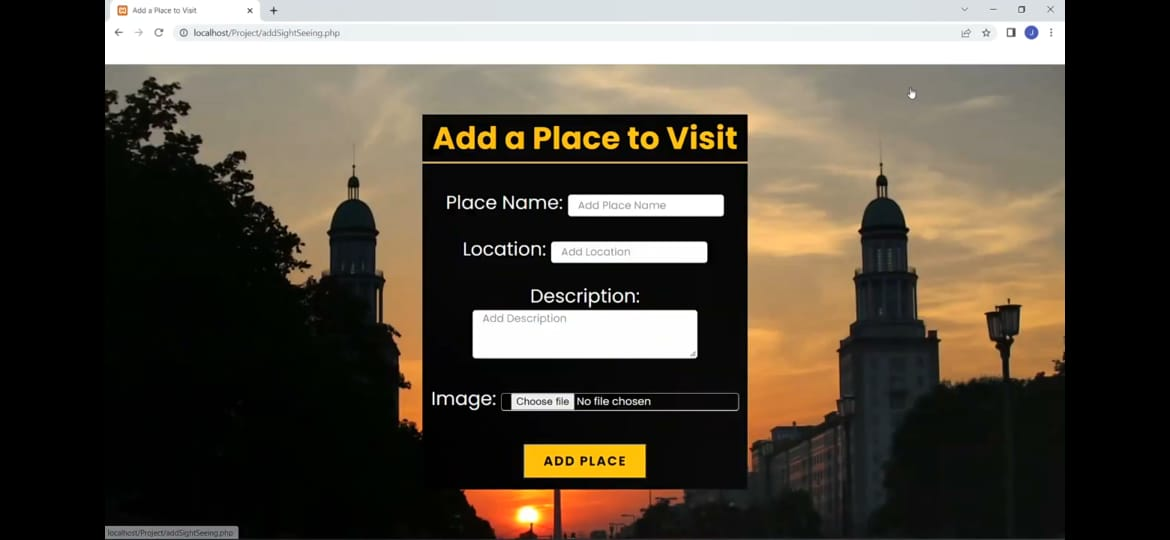 Add a Place to Visit
localhost/Project/addSightSeeing.php
J
Add a Place to Visit
Place Name: Add Place Name
Location: Add Location
Description:
Add Description
Image: Choose file No file chosen
ADD PLACE
localhost/Project/addSightSeeing.php